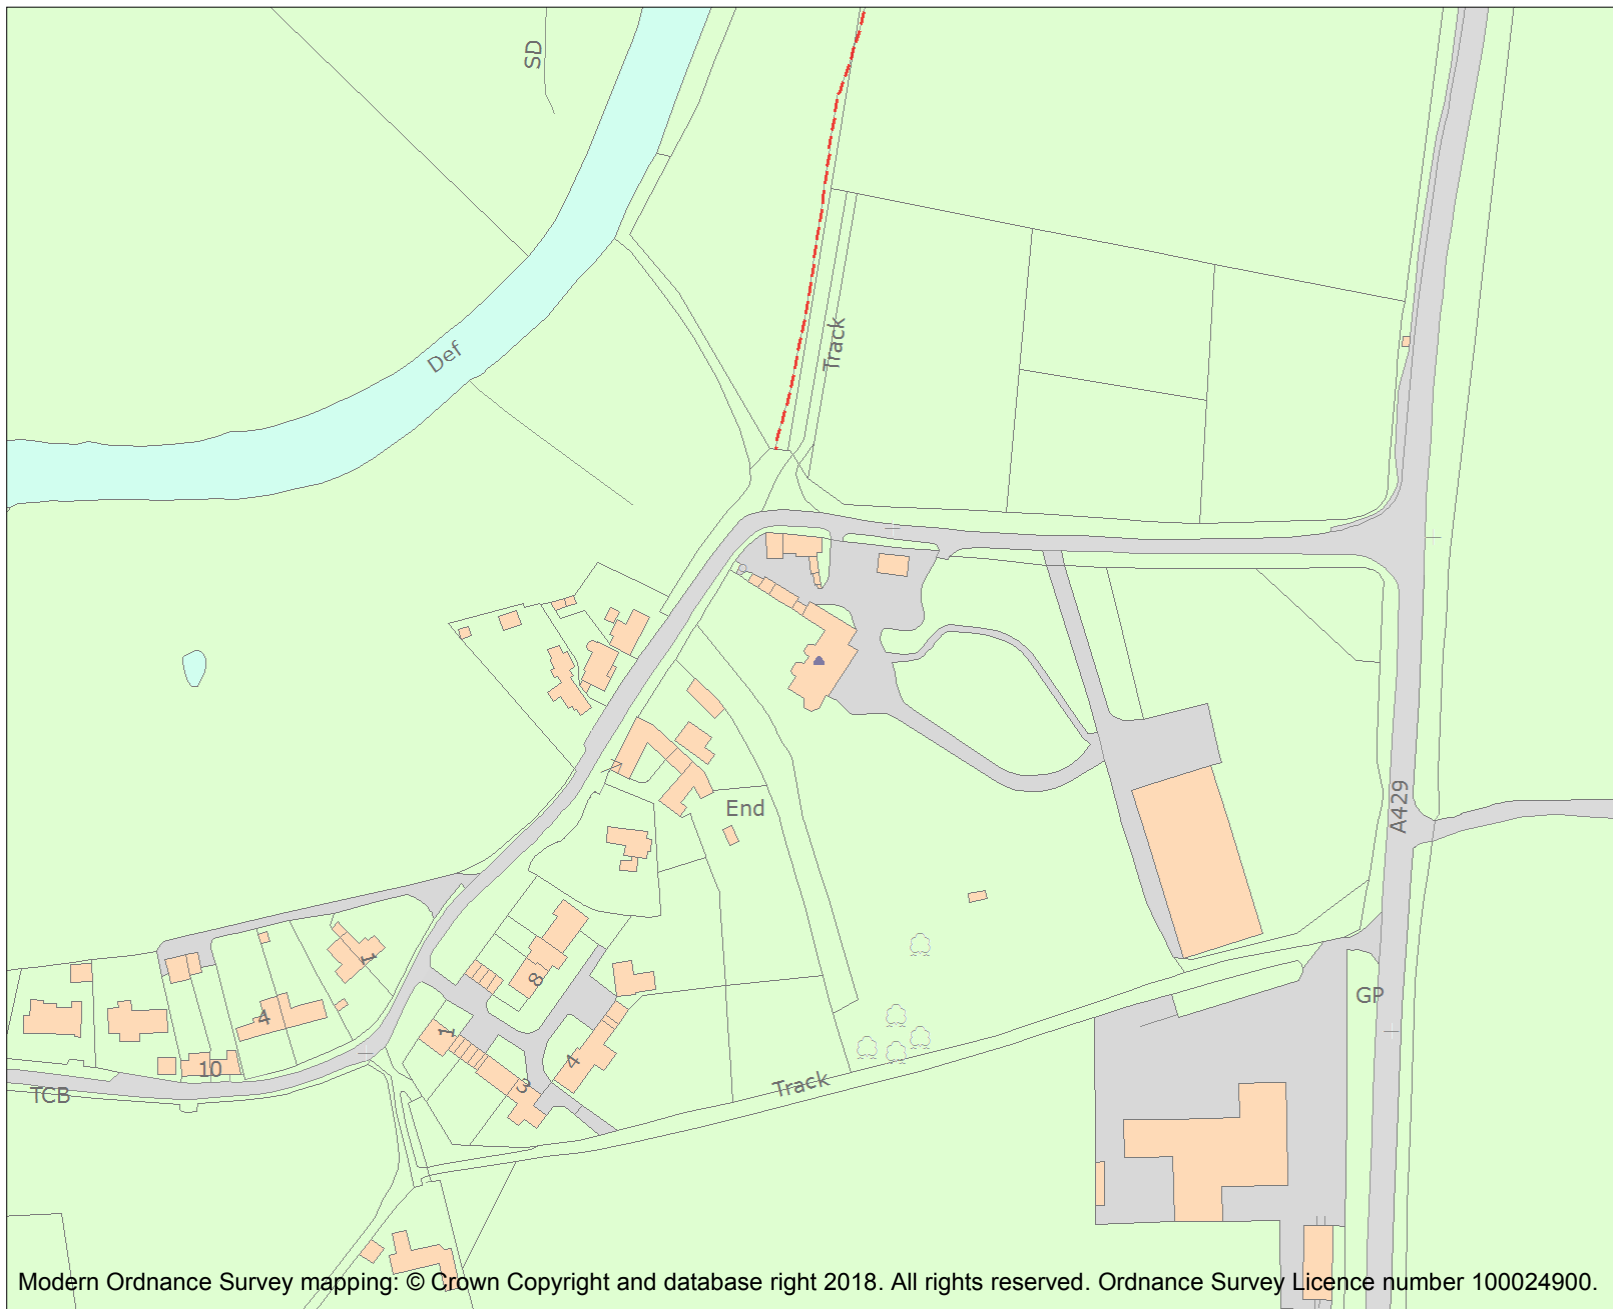 SD
Def
Track
End
A429
1
4
10
TCB
8
1
3
4
Track
GP
Modern Ordnance Survey mapping: © Crown Copyright and database right 2018. All rights reserved. Ordnance Survey Licence number 100024900.